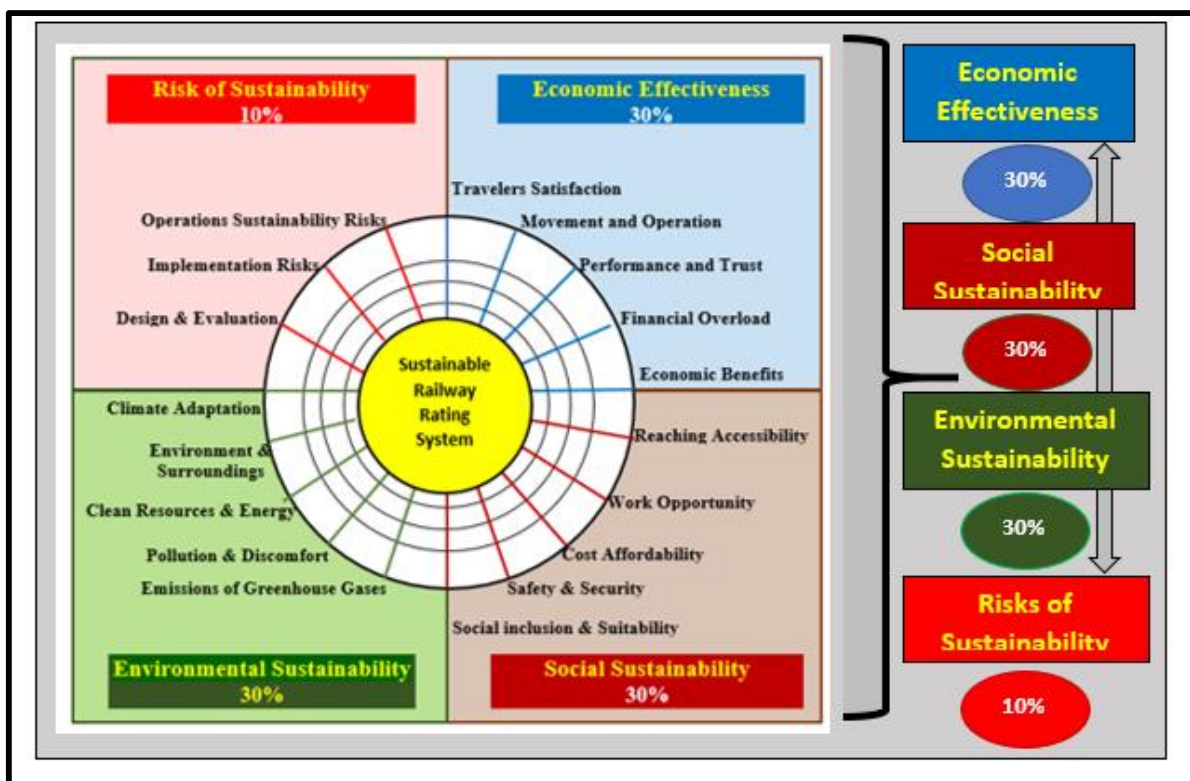 Risk of Sustainability
10%
Economic Effectiveness
30%
Travelers Satisfaction
Operations Sustainability Risks
Movement and Operation
Implementation Risks
Performance and Trust
Design & Evaluation
Financial Overload
Economic Benefits
Sustainable
Railway
Rating
System
Climate Adaptation
Reaching Accessibility
Environment &
Surroundings
Work Opportunity
Clean Resources & Energy
Cost Affordability
Pollution & Discomfort
Safety & Security
Emissions of Greenhouse Gases
Social inclusion & Suitability
Environmental Sustainability
30%
Social Sustainability
30%
Economic
Effectiveness
30%
Social
Sustainability
30%
Environmental
Sustainability
30%
Risks of
Sustainability
10%